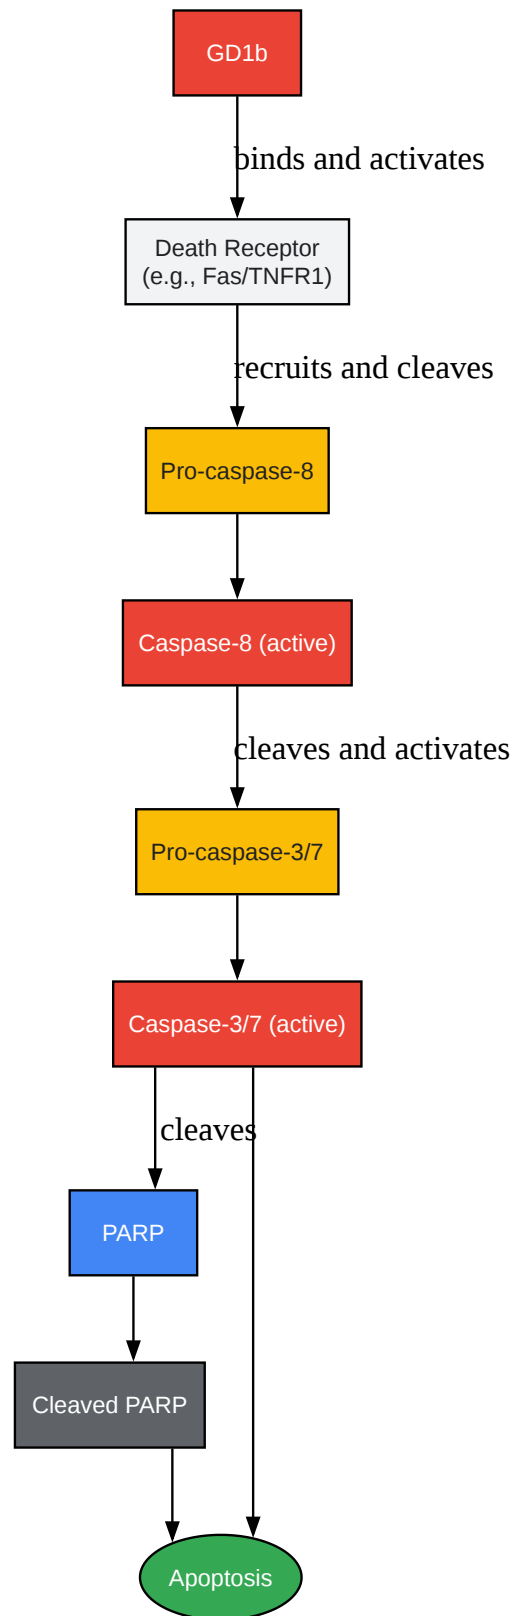 GD1b
binds and activates
Death Receptor
(e.g., Fas/TNFR1)
recruits and cleaves
Pro-caspase-8
Caspase-8 (active)
cleaves and activates
Pro-caspase-3/7
Caspase-3/7 (active)
cleaves
PARP
Cleaved PARP
Apoptosis